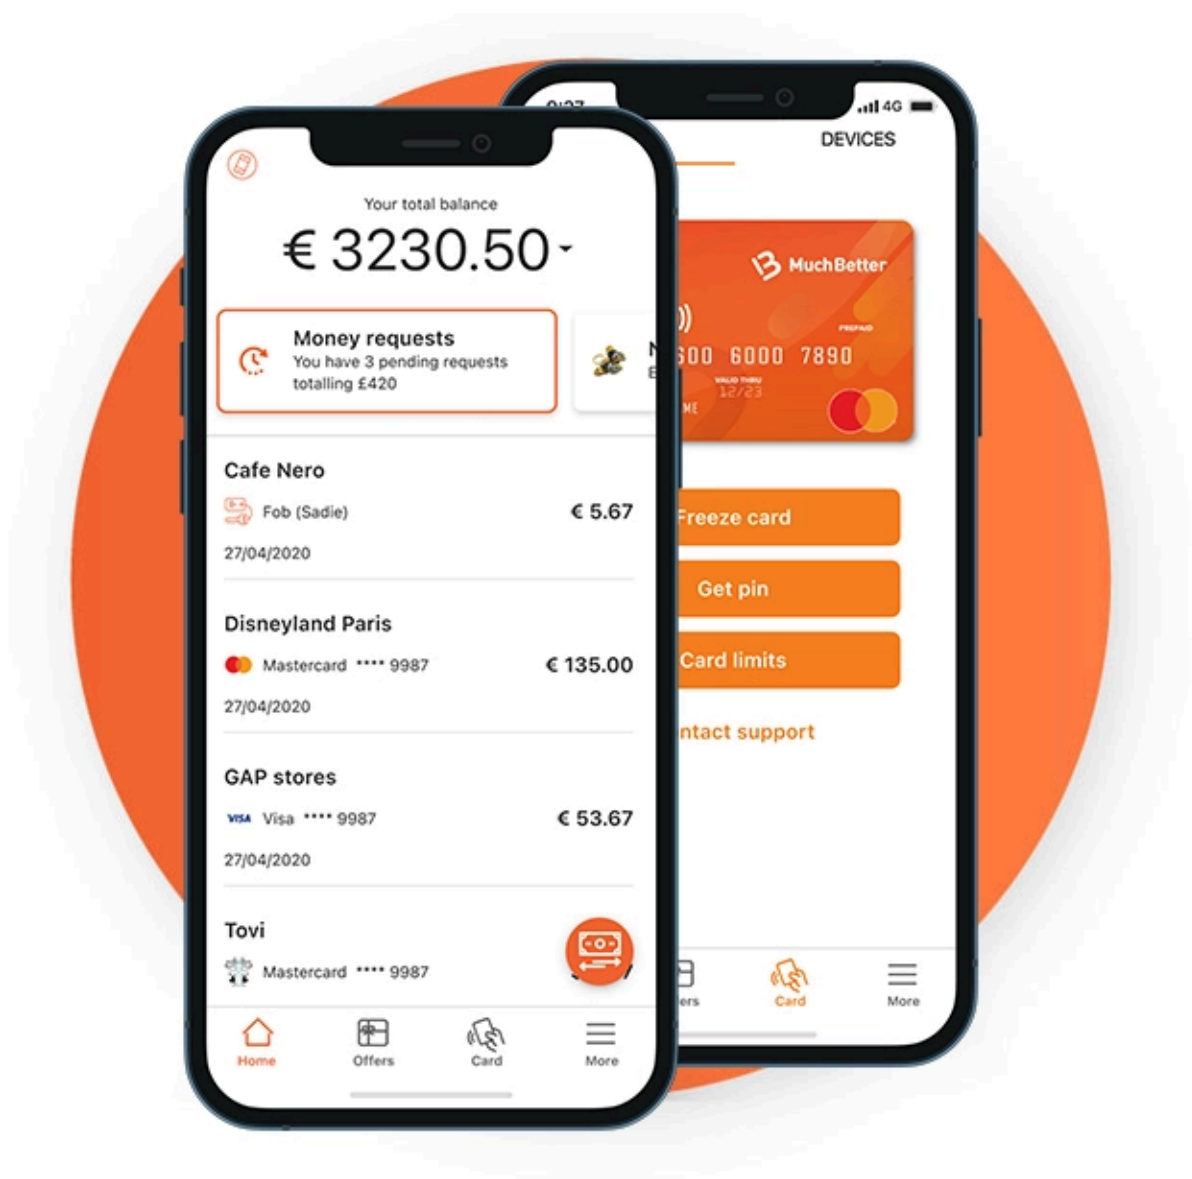 Your total balance
€ 3230.50
Money requests
You have 3 pending requests
totalling £420
Cafe Nero
Fob (Sadie)
€ 5.67
27/04/2020
Disneyland Paris
Mastercard **** 9987
€ 135.00
27/04/2020
GAP stores
VISA Visa **** 9987
€ 53.67
27/04/2020
Tovi
Mastercard **** 9987
Home
Offers
Card
More
4G
DEVICES
MuchBetter
PREPAID
600 6000 7890
VALID THRU
12/23
ME
Freeze card
Get pin
Card limits
ntact support
ers
Card
More